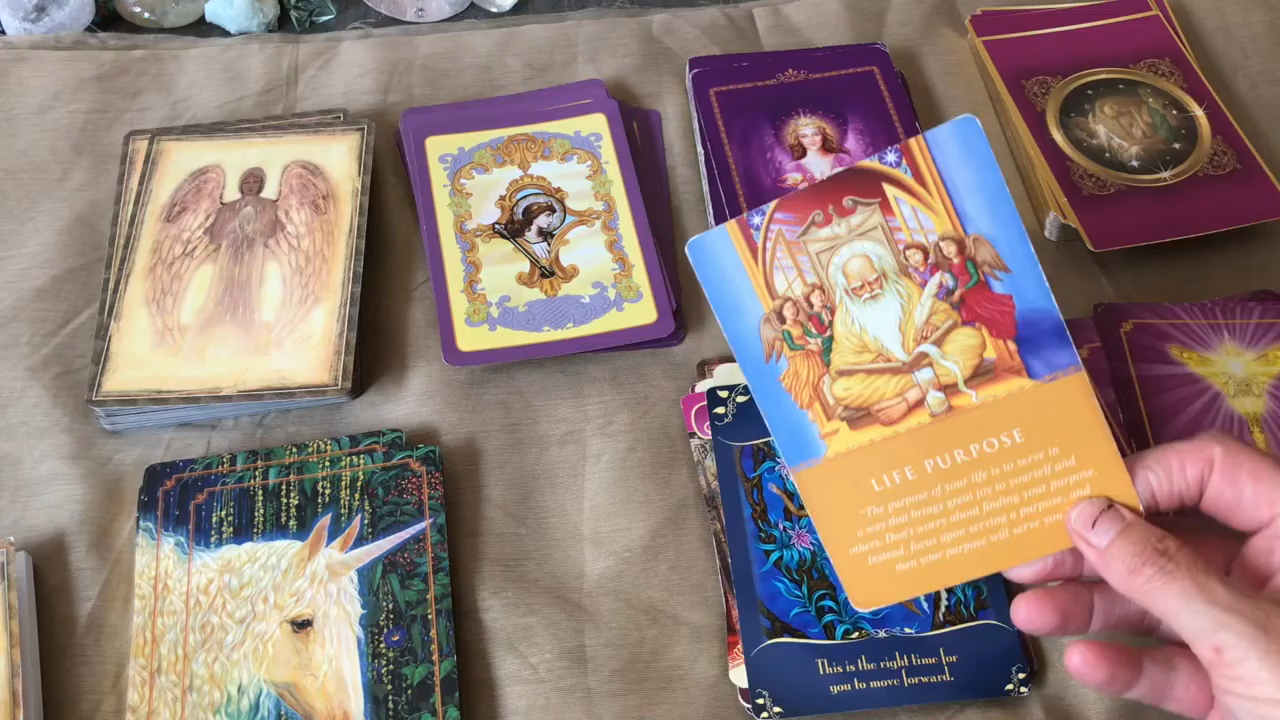 LIFE PURPOSE
"The purpose of your life is to serve in
a way that brings great joy to yourself and
others. Don't worry about finding your purpose.
Instead, focus upon serving a purpose, and
then your purpose will serve you
This is the right time for
you to move forward.